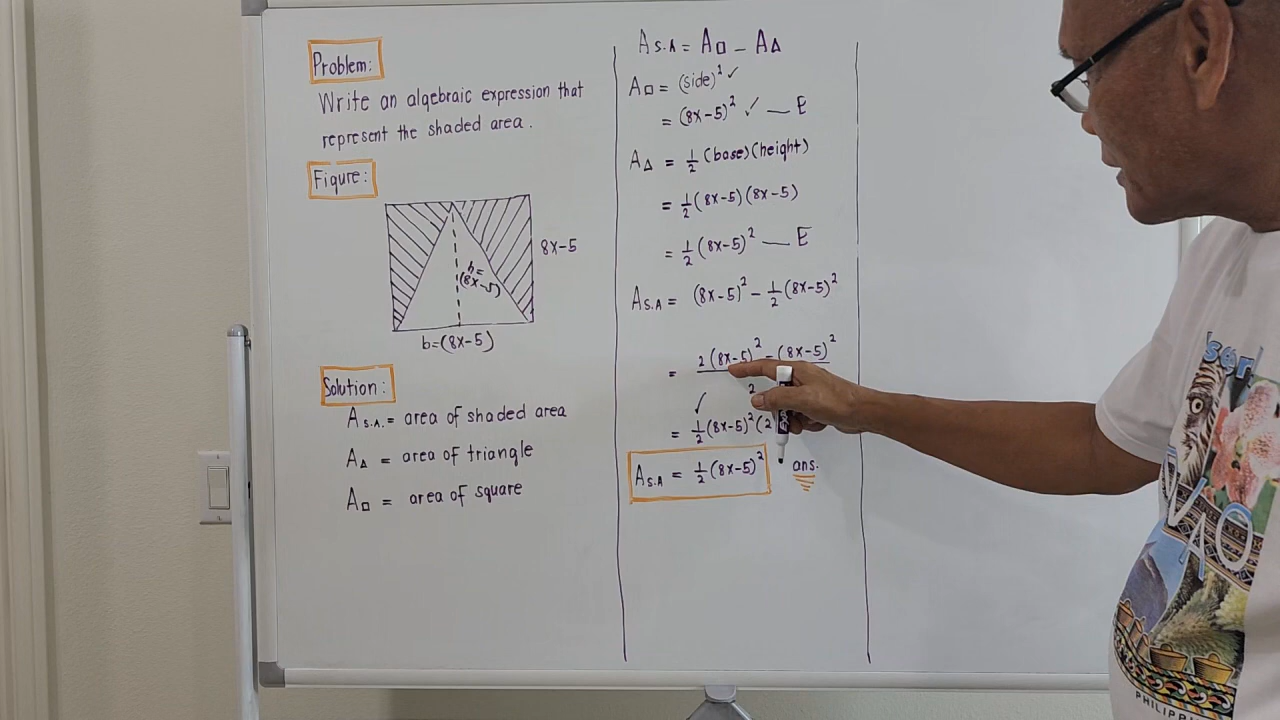 Problem:
Write an algebraic expression that
represent the shaded area.
Figure:
8x-5
h=
(8x-5)
b=(8x-5)
Solution:
A S.A. = area of shaded area
A△ = area of triangle
A□ = area of square
A S.A = A□ - A△
A□ = (side)² ✓
= (8x-5)² ✓ — E
A△ = ½(base)(height)
= ½(8x-5)(8x-5)
= ½(8x-5)² — E
A S.A = (8x-5)² - ½(8x-5)²
= 2(8x-5)² - (8x-5)²
2
✓
= ½(8x-5)²(2
A S.A = ½(8x-5)² ans.
PHILIPP